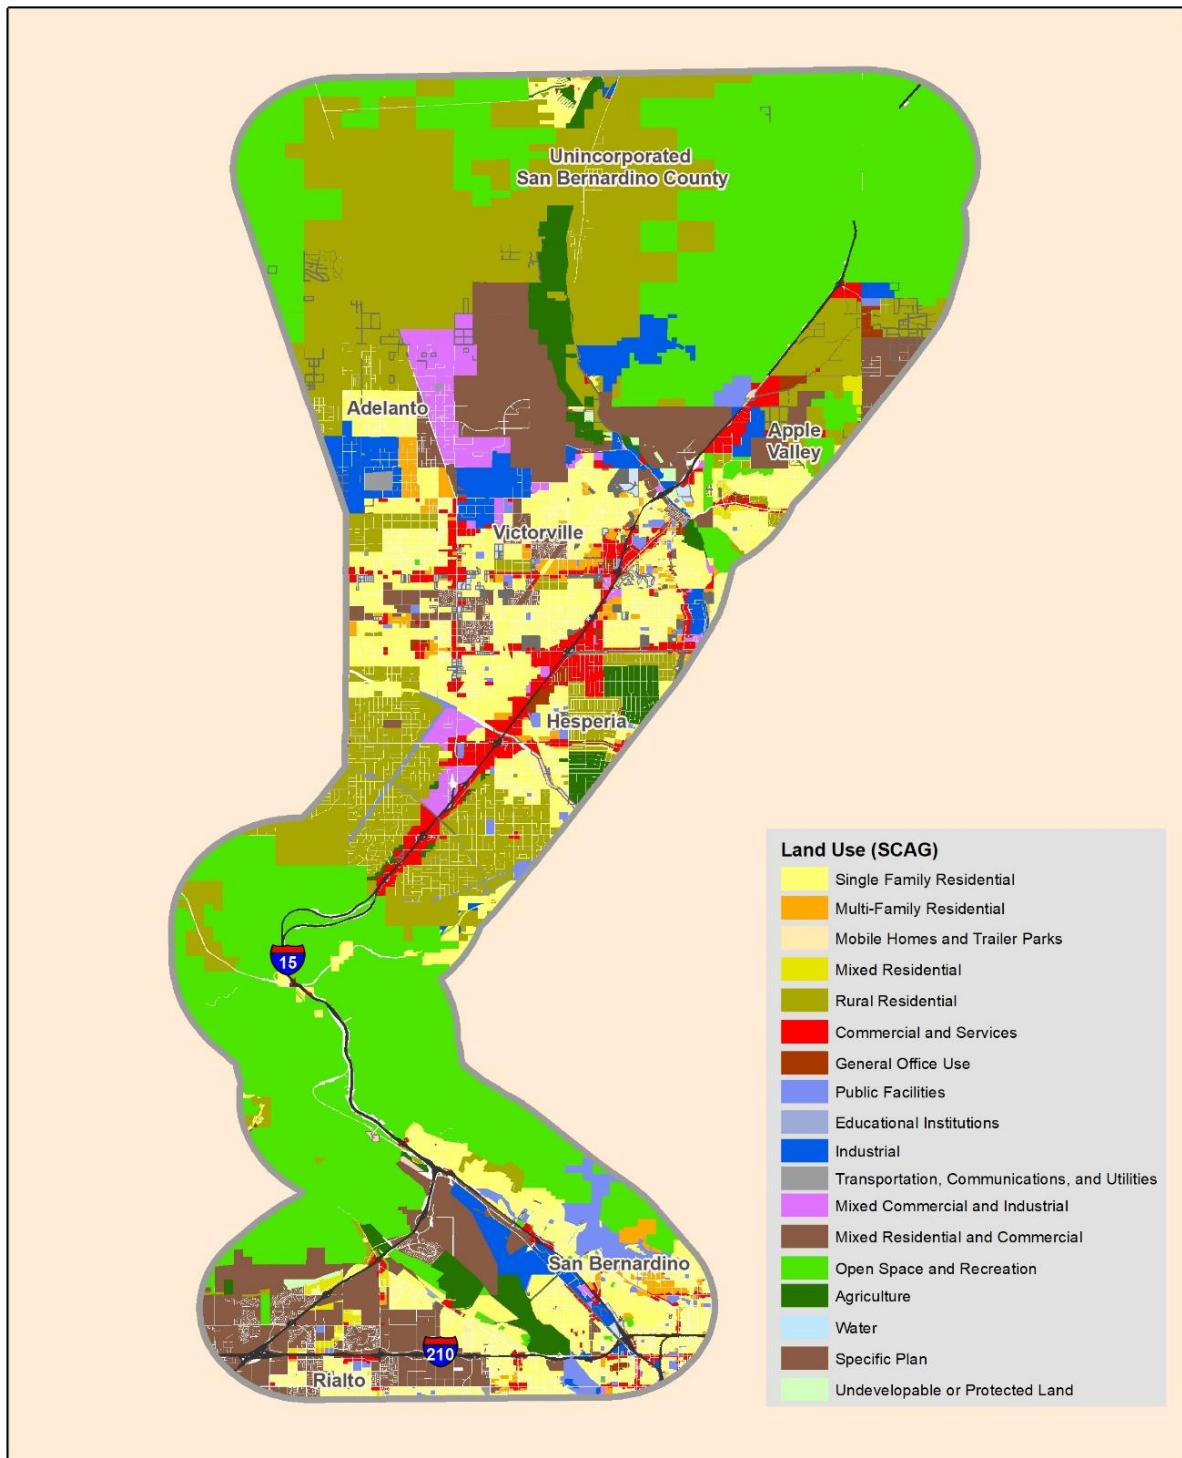 Unincorporated
San Bernardino County
Adelanto
Apple
Valley
Victorville
Hesperia
15
San Bernardino
210
Rialto
Land Use (SCAG)
Single Family Residential
Multi-Family Residential
Mobile Homes and Trailer Parks
Mixed Residential
Rural Residential
Commercial and Services
General Office Use
Public Facilities
Educational Institutions
Industrial
Transportation, Communications, and Utilities
Mixed Commercial and Industrial
Mixed Residential and Commercial
Open Space and Recreation
Agriculture
Water
Specific Plan
Undevelopable or Protected Land